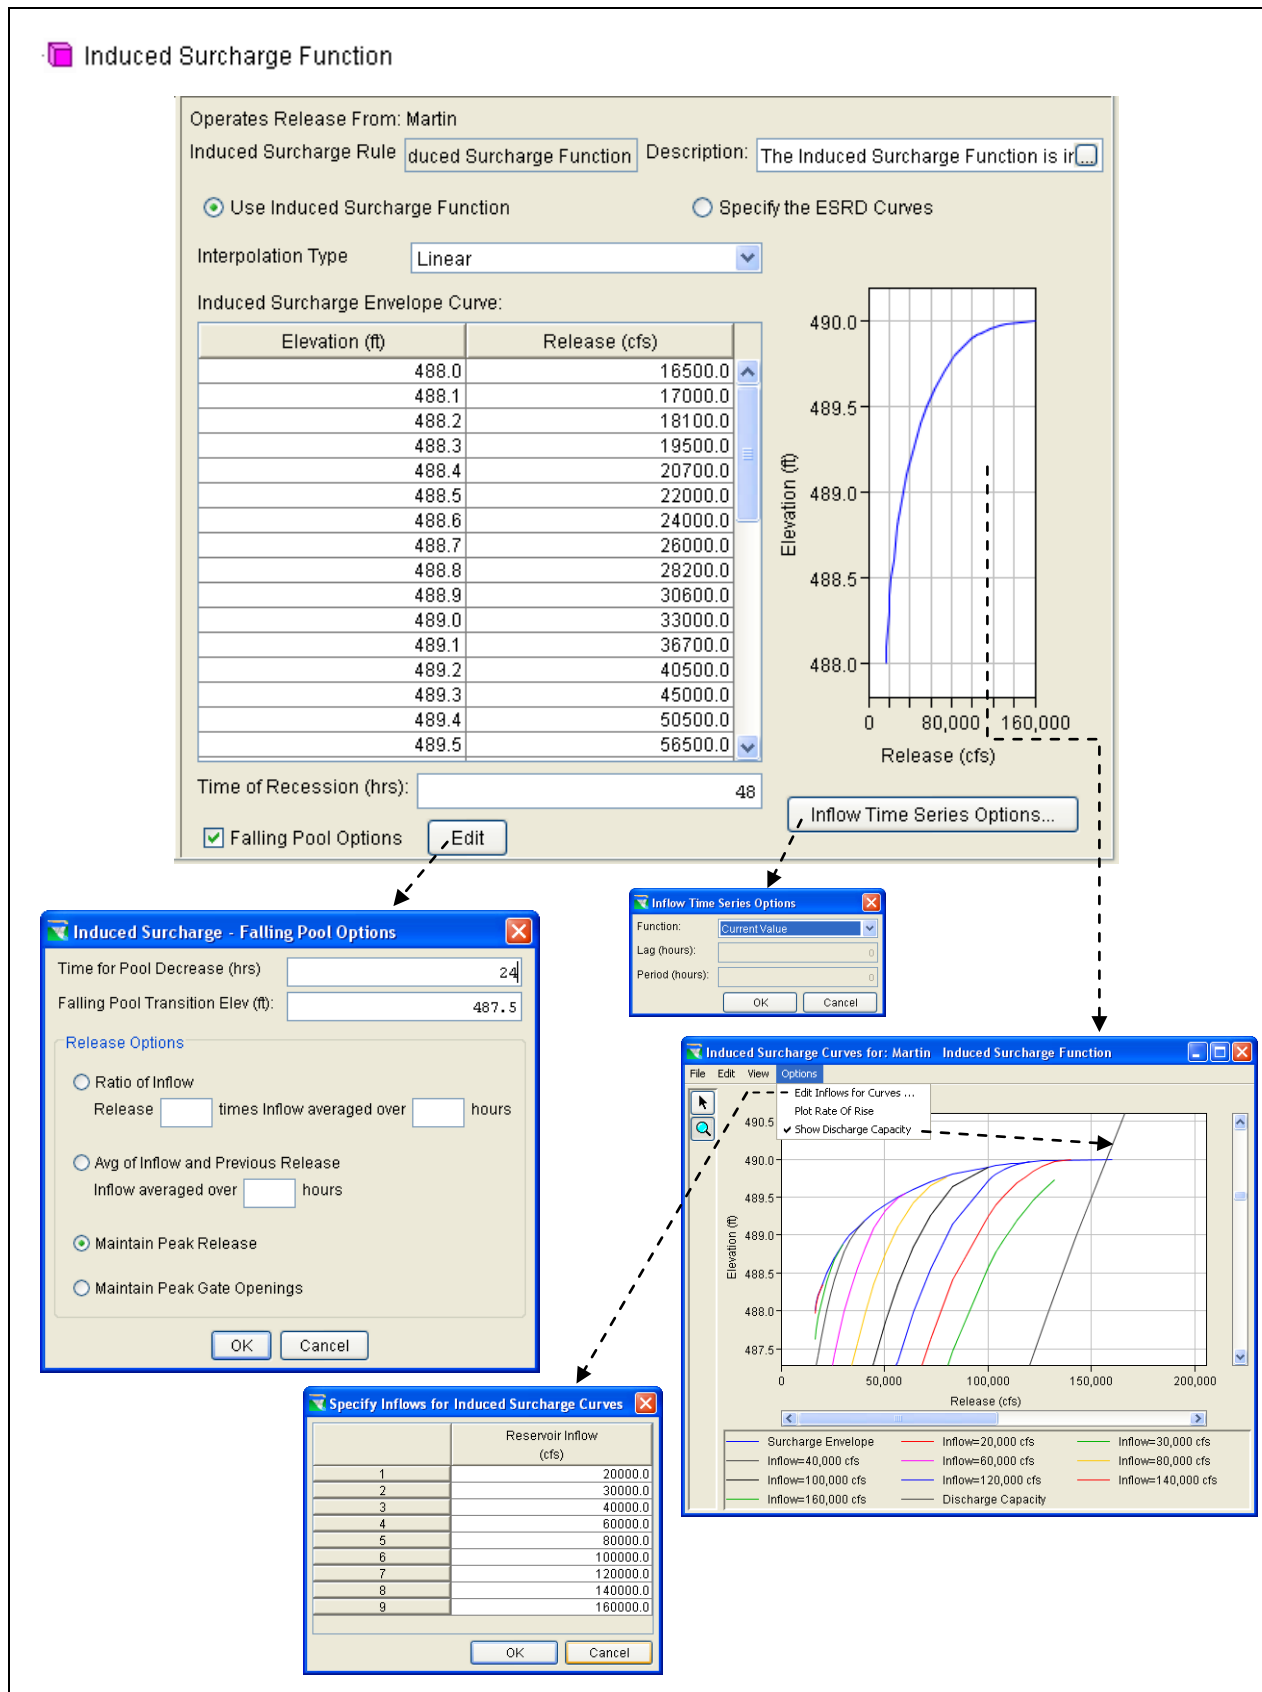 Induced Surcharge Function
Operates Release From: Martin
Induced Surcharge Rule duced Surcharge Function Description: The Induced Surcharge Function is ir ...
Use Induced Surcharge Function Specify the ESRD Curves
Interpolation Type Linear
Induced Surcharge Envelope Curve:
Elevation (ft) Release (cfs)
488.0 16500.0
488.1 17000.0
488.2 18100.0
488.3 19500.0
488.4 20700.0
488.5 22000.0
488.6 24000.0
488.7 26000.0
488.8 28200.0
488.9 30600.0
489.0 33000.0
489.1 36700.0
489.2 40500.0
489.3 45000.0
489.4 50500.0
489.5 56500.0
490.0
489.5
489.0
488.5
488.0
Elevation (ft)
0 80,000 160,000
Release (cfs)
Time of Recession (hrs): 48
Inflow Time Series Options...
Falling Pool Options Edit
Induced Surcharge - Falling Pool Options
Time for Pool Decrease (hrs) 24
Falling Pool Transition Elev (ft): 487.5
Release Options
Ratio of Inflow
Release times Inflow averaged over hours
Avg of Inflow and Previous Release
Inflow averaged over hours
Maintain Peak Release
Maintain Peak Gate Openings
OK Cancel
Inflow Time Series Options
Function: Current Value
Lag (hours): 0
Period (hours): 0
OK Cancel
Induced Surcharge Curves for: Martin Induced Surcharge Function
File Edit View Options
Edit Inflows for Curves ...
Plot Rate Of Rise
Show Discharge Capacity
490.5
490.0
489.5
489.0
488.5
488.0
487.5
Elevation (ft)
0 50,000 100,000 150,000 200,000
Release (cfs)
Surcharge Envelope Inflow=20,000 cfs Inflow=30,000 cfs
Inflow=40,000 cfs Inflow=60,000 cfs Inflow=80,000 cfs
Inflow=100,000 cfs Inflow=120,000 cfs Inflow=140,000 cfs
Inflow=160,000 cfs Discharge Capacity
Specify Inflows for Induced Surcharge Curves
Reservoir Inflow
(cfs)
1 20000.0
2 30000.0
3 40000.0
4 60000.0
5 80000.0
6 100000.0
7 120000.0
8 140000.0
9 160000.0
OK Cancel